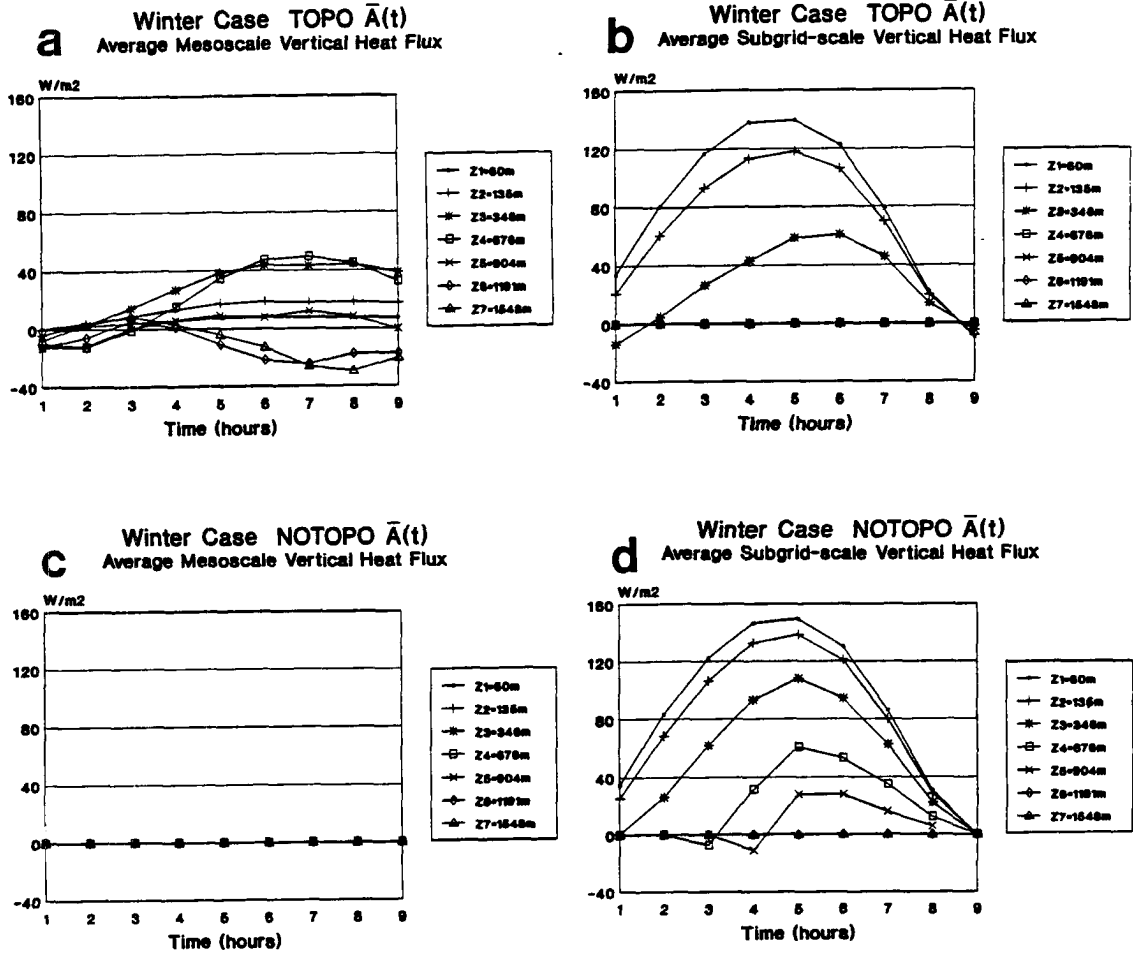 a
Winter Case TOPO A̅(t)
Average Mesoscale Vertical Heat Flux
W/m2
160
120
80
40
0
-40
1 2 3 4 5 6 7 8 9
Time (hours)
Z1=60m
Z2=135m
Z3=346m
Z4=676m
Z5=904m
Z6=1191m
Z7=1548m
b
Winter Case TOPO A̅(t)
Average Subgrid-scale Vertical Heat Flux
W/m2
160
120
80
40
0
-40
1 2 3 4 5 6 7 8 9
Time (hours)
Z1=60m
Z2=135m
Z3=346m
Z4=676m
Z5=904m
Z6=1191m
Z7=1548m
c
Winter Case NOTOPO A̅(t)
Average Mesoscale Vertical Heat Flux
W/m2
160
120
80
40
0
-40
1 2 3 4 5 6 7 8 9
Time (hours)
Z1=60m
Z2=135m
Z3=346m
Z4=676m
Z5=904m
Z6=1191m
Z7=1548m
d
Winter Case NOTOPO A̅(t)
Average Subgrid-scale Vertical Heat Flux
W/m2
160
120
80
40
0
-40
1 2 3 4 5 6 7 8 9
Time (hours)
Z1=60m
Z2=135m
Z3=346m
Z4=676m
Z5=904m
Z6=1191m
Z7=1548m